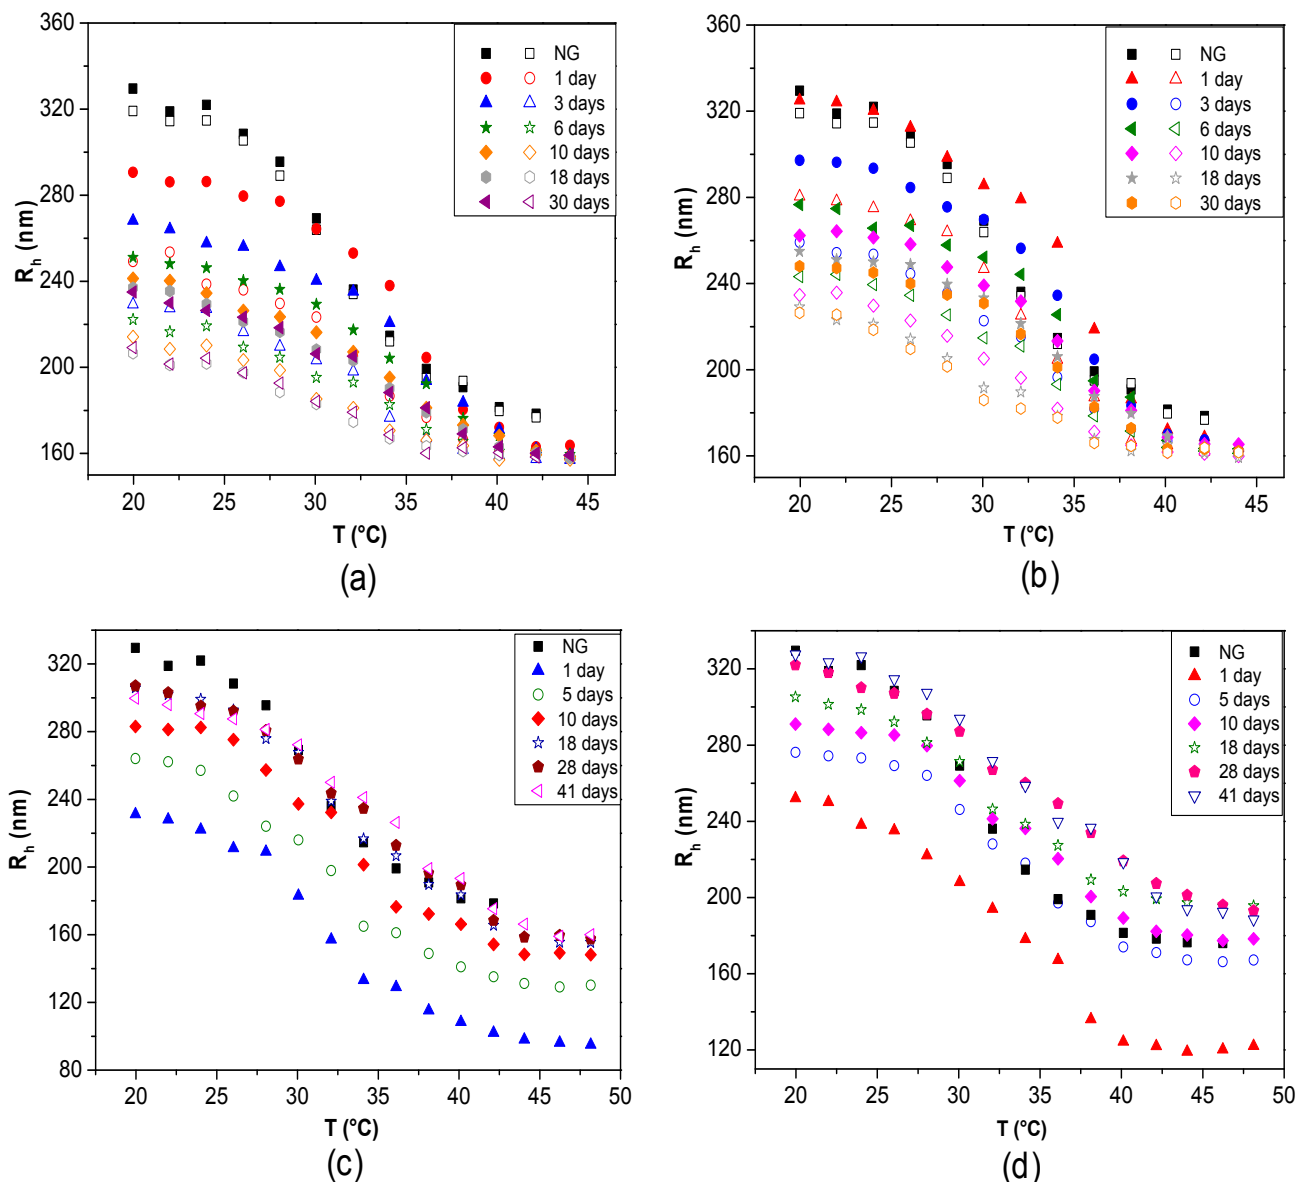 360
320
280
240
200
160
R_h (nm)
NG
1 day
3 days
6 days
10 days
18 days
30 days
20 25 30 35 40 45
T (°C)
(a)
360
320
280
240
200
160
R_h (nm)
NG
1 day
3 days
6 days
10 days
18 days
30 days
20 25 30 35 40 45
T (°C)
(b)
320
280
240
200
160
120
80
R_h (nm)
NG
1 day
5 days
10 days
18 days
28 days
41 days
20 25 30 35 40 45 50
T (°C)
(c)
320
280
240
200
160
120
R_h (nm)
NG
1 day
5 days
10 days
18 days
28 days
41 days
20 25 30 35 40 45 50
T (°C)
(d)